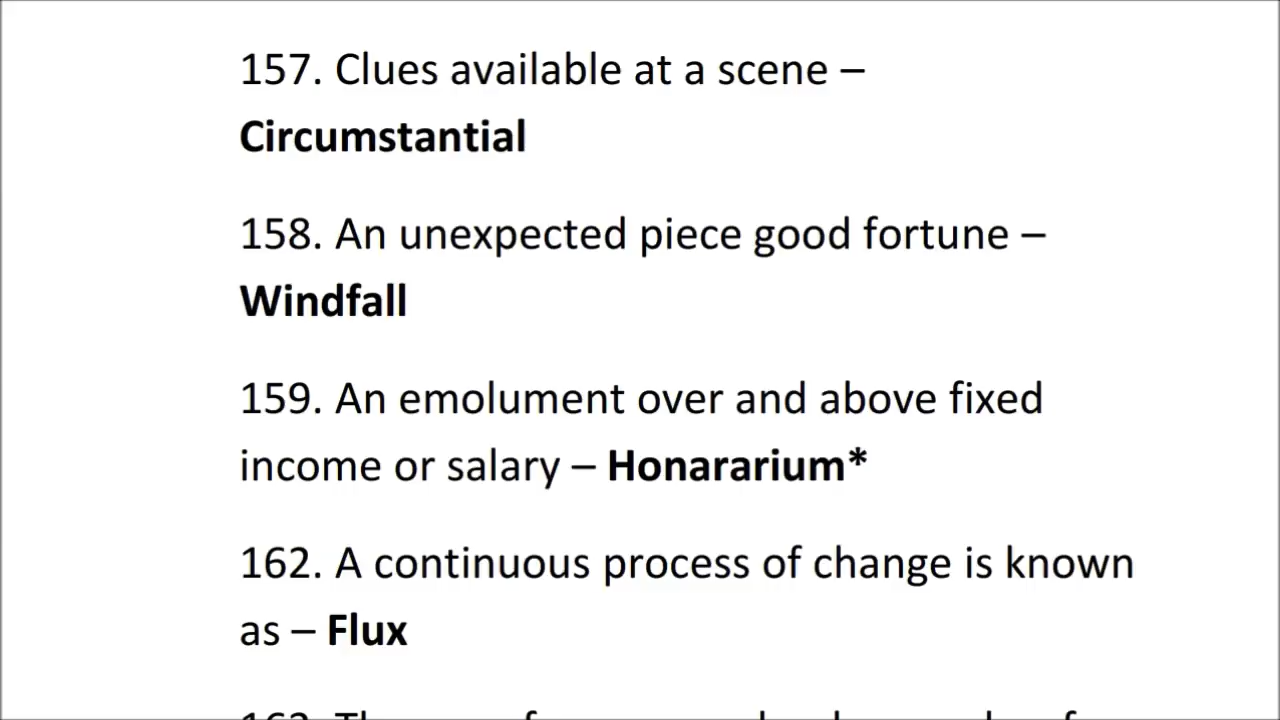 157. Clues available at a scene –
Circumstantial
158. An unexpected piece good fortune –
Windfall
159. An emolument over and above fixed
income or salary – Honararium*
162. A continuous process of change is known
as – Flux